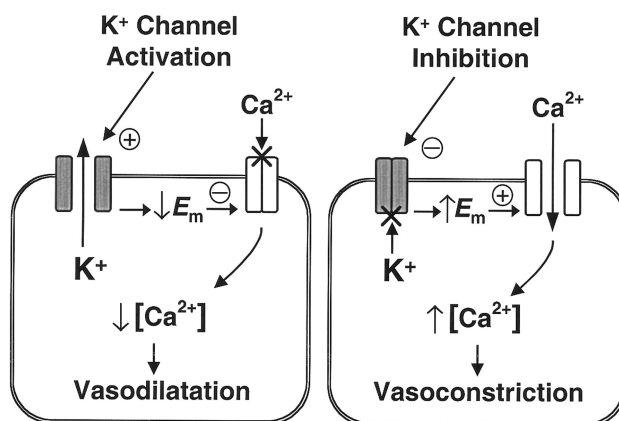 K⁺ Channel
Activation
Ca²⁺
+
↓Eₘ
−
K⁺
↓[Ca²⁺]
Vasodilatation
K⁺ Channel
Inhibition
Ca²⁺
−
↑Eₘ
+
K⁺
↑[Ca²⁺]
Vasoconstriction